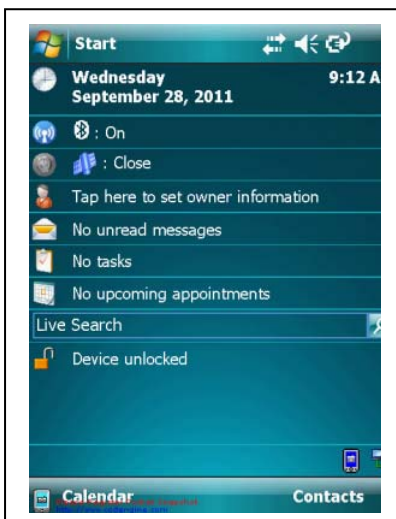 Start
Wednesday
9:12 A
September 28, 2011
: On
: Close
Tap here to set owner information
No unread messages
No tasks
No upcoming appointments
Live Search
Device unlocked
Calendar
Contacts